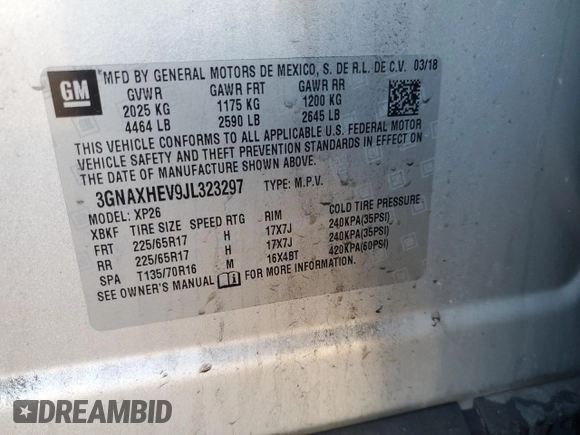 GM
MFD BY GENERAL MOTORS DE MEXICO, S. DE R.L. DE C.V. 03/18
GVWR GAWR FRT GAWR RR
2025 KG 1175 KG 1200 KG
4464 LB 2590 LB 2645 LB
THIS VEHICLE CONFORMS TO ALL APPLICABLE U.S. FEDERAL MOTOR
VEHICLE SAFETY AND THEFT PREVENTION STANDARDS IN EFFECT ON
THE DATE OF MANUFACTURE SHOWN ABOVE.
3GNAXHEV9JL323297 TYPE: M.P.V.
MODEL: XP26
XBKF TIRE SIZE SPEED RTG RIM COLD TIRE PRESSURE
FRT 225/65R17 H 17X7J 240KPA(35PSI)
RR 225/65R17 H 17X7J 240KPA(35PSI)
SPA T135/70R16 M 16X4BT 420KPA(60PSI)
SEE OWNER'S MANUAL FOR MORE INFORMATION.
DREAMBID